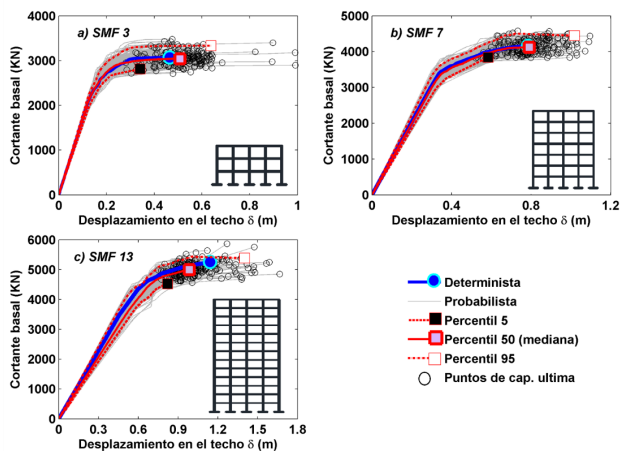 a) SMF 3
Cortante basal (KN)
4000
3000
2000
1000
0
0 0.2 0.4 0.6 0.8 1
Desplazamiento en el techo δ (m)
b) SMF 7
Cortante basal (KN)
5000
4000
3000
2000
1000
0
0 0.4 0.8 1.2
Desplazamiento en el techo δ (m)
c) SMF 13
Cortante basal (KN)
6000
5000
4000
3000
2000
1000
0
0 0.3 0.6 0.9 1.2 1.5 1.8
Desplazamiento en el techo δ (m)
Determinista
Probabilista
Percentil 5
Percentil 50 (mediana)
Percentil 95
Puntos de cap. ultima